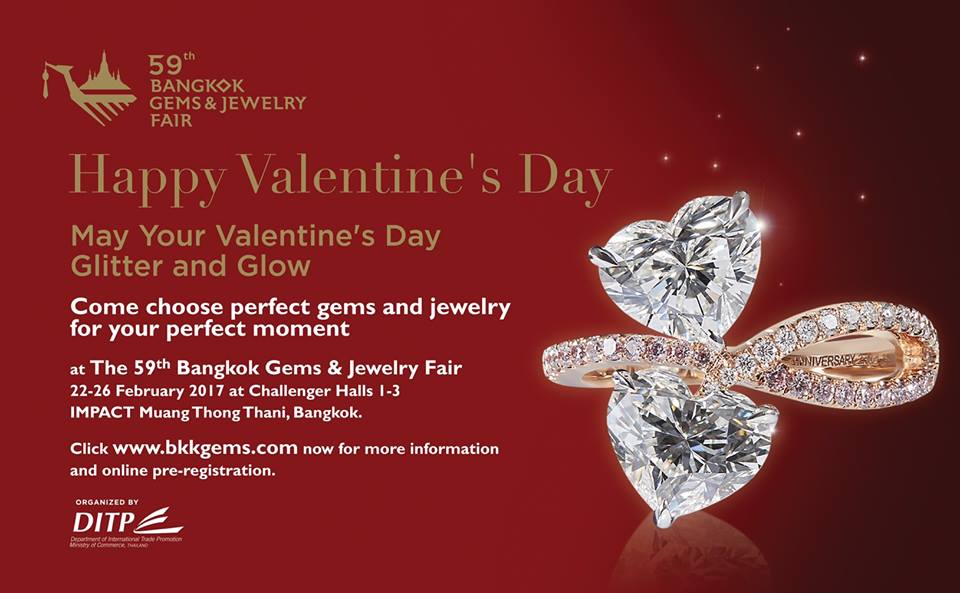 59th
BANGKOK
GEMS & JEWELRY
FAIR
Happy Valentine's Day
May Your Valentine's Day
Glitter and Glow
Come choose perfect gems and jewelry
for your perfect moment
at The 59th Bangkok Gems & Jewelry Fair
22-26 February 2017 at Challenger Halls 1-3
IMPACT Muang Thong Thani, Bangkok.
Click www.bkkgems.com now for more information
and online pre-registration.
ORGANIZED BY
DITP
Department of International Trade Promotion
Ministry of Commerce, THAILAND
ANNIVERSARY